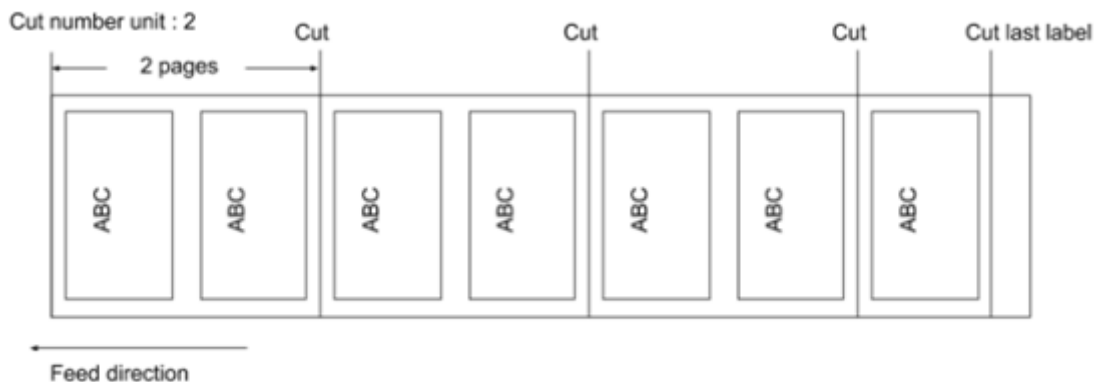 Cut number unit : 2
Cut
Cut
Cut
Cut last label
2 pages
ABC
ABC
ABC
ABC
ABC
ABC
ABC
Feed direction